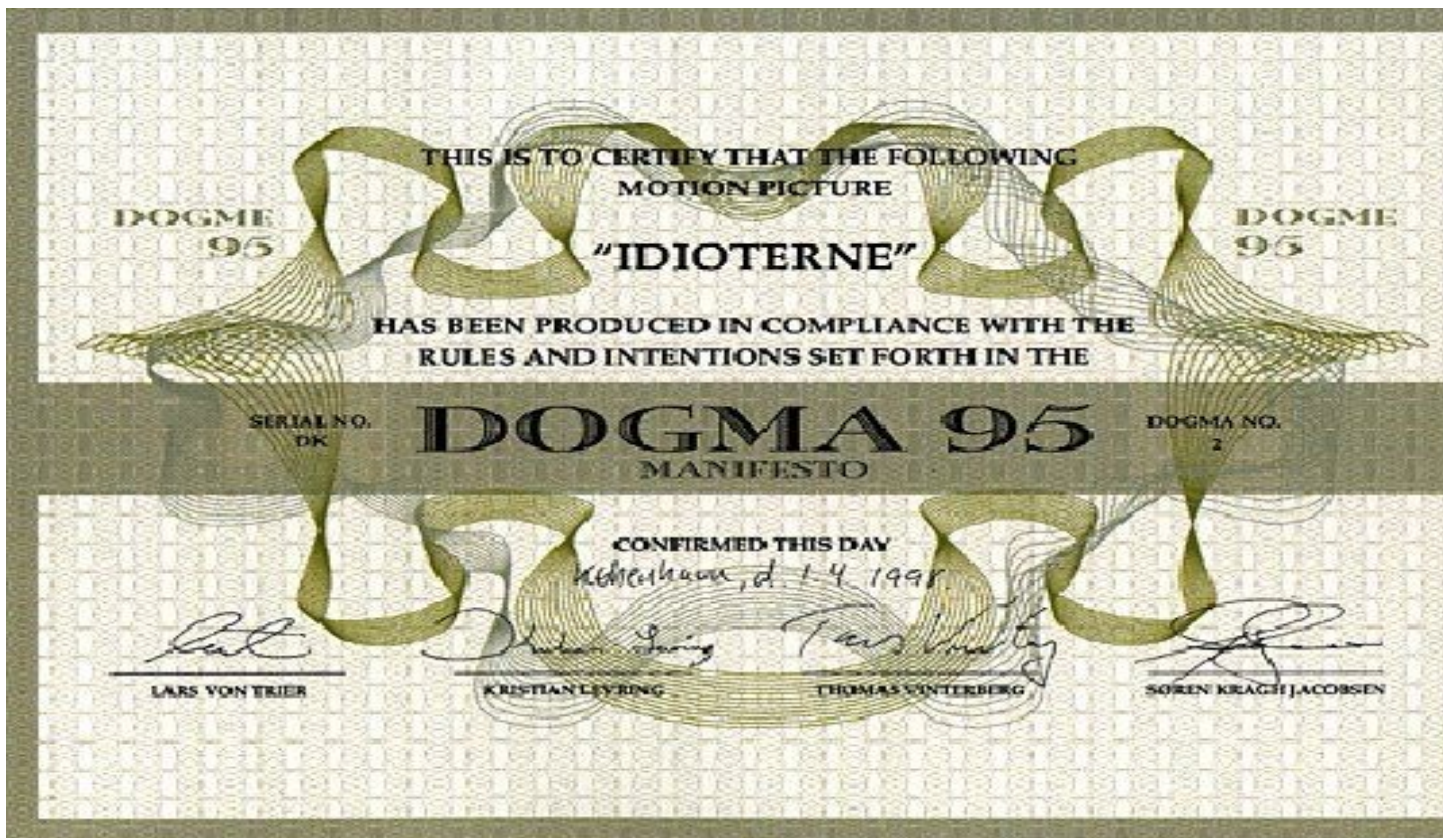 THIS IS TO CERTIFY THAT THE FOLLOWING
MOTION PICTURE
DOGME
95
DOGME
95
"IDIOTERNE"
HAS BEEN PRODUCED IN COMPLIANCE WITH THE
RULES AND INTENTIONS SET FORTH IN THE
SERIAL NO.
DK
DOGMA 95
MANIFESTO
DOGMA NO.
2
CONFIRMED THIS DAY
København, d. 1.4 1998
LARS VON TRIER
KRISTIAN LEVRING
THOMAS VINTERBERG
SØREN KRAGH JACOBSEN